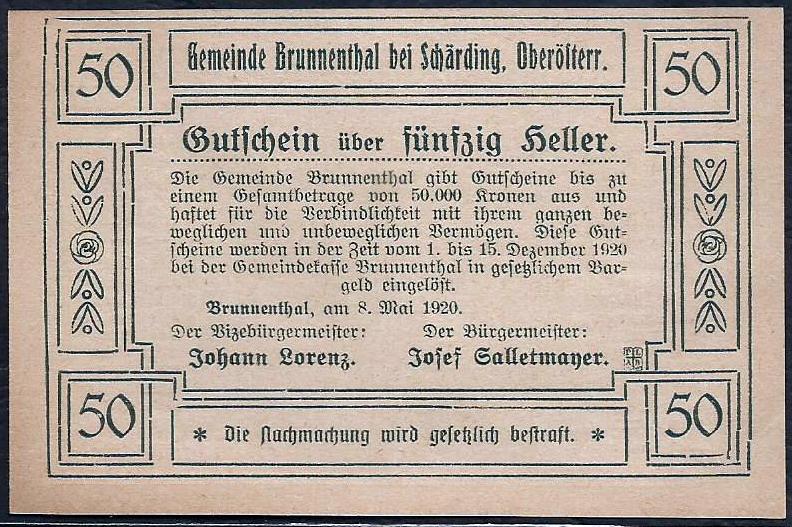 50
Gemeinde Brunnenthal bei Schärding, Oberösterr.
50
Gutschein über fünfzig Heller.
Die Gemeinde Brunnenthal gibt Gutscheine bis zu
einem Gesamtbetrage von 50.000 Kronen aus und
haftet für die Verbindlichkeit mit ihrem ganzen be-
weglichen und unbeweglichen Vermögen. Diese Gut-
scheine werden in der Zeit vom 1. bis 15. Dezember 1920
bei der Gemeindekasse Brunnenthal in gesetzlichem Bar-
geld eingelöst.
Brunnenthal, am 8. Mai 1920.
Der Vizebürgermeister: Der Bürgermeister:
Johann Lorenz. Josef Salletmayer.
50
* Die Nachmachung wird gesetzlich bestraft. *
50